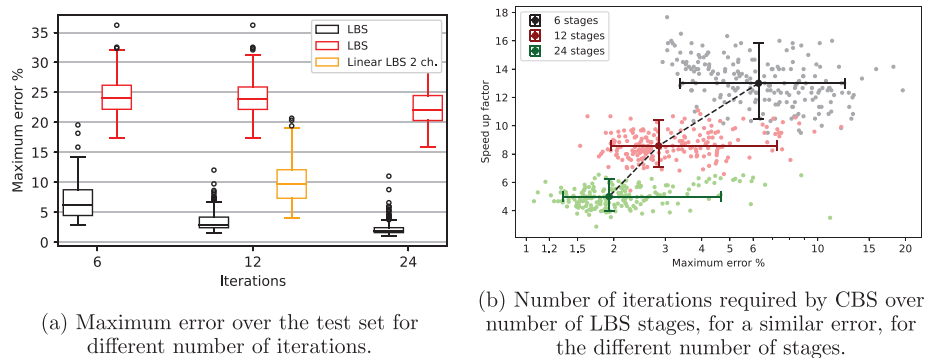 35
30
25
20
15
10
5
0
Maximum error %
6
12
24
Iterations
LBS
LBS
Linear LBS 2 ch.
(a) Maximum error over the test set for
different number of iterations.
18
16
14
12
10
8
6
4
Speed up factor
1
1.2
1.5
2
3
4
5
6
10
15
20
Maximum error %
6 stages
12 stages
24 stages
(b) Number of iterations required by CBS over
number of LBS stages, for a similar error, for
the different number of stages.